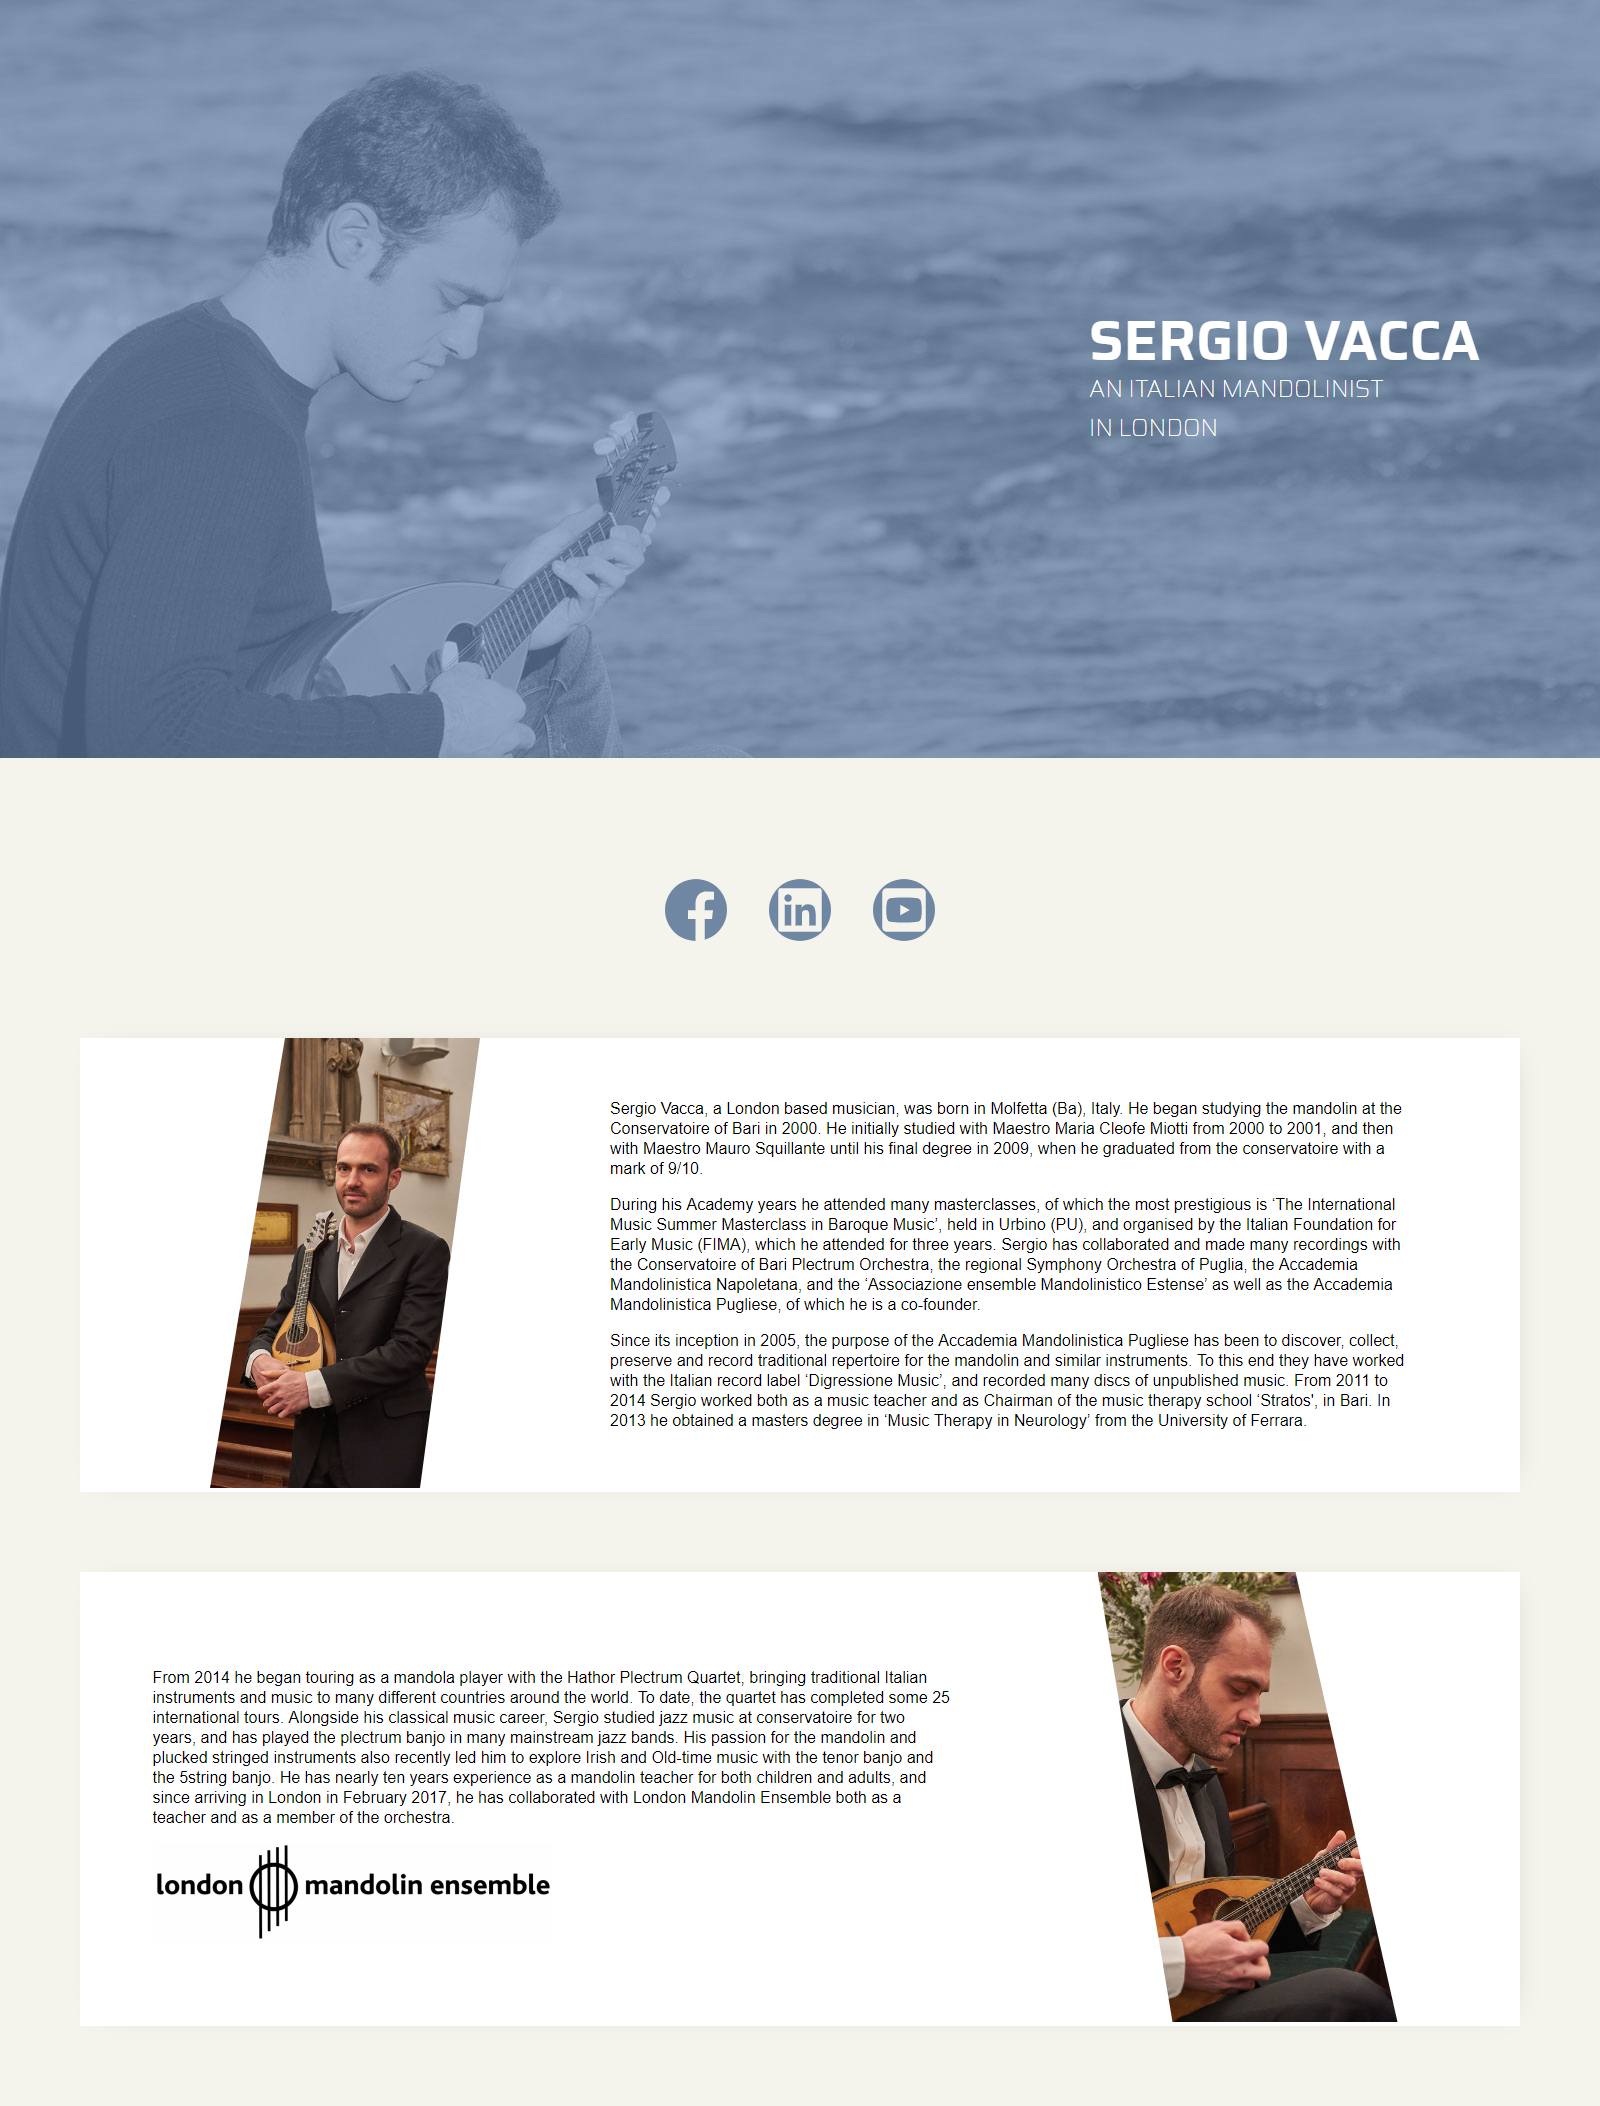 SERGIO VACCA
AN ITALIAN MANDOLINIST
IN LONDON
in
Sergio Vacca, a London based musician, was born in Molfetta (Ba), Italy. He began studying the mandolin at the
Conservatoire of Bari in 2000. He initially studied with Maestro Maria Cleofe Miotti from 2000 to 2001, and then
with Maestro Mauro Squillante until his final degree in 2009, when he graduated from the conservatoire with a
mark of 9/10.
During his Academy years he attended many masterclasses, of which the most prestigious is ‘The International
Music Summer Masterclass in Baroque Music’, held in Urbino (PU), and organised by the Italian Foundation for
Early Music (FIMA), which he attended for three years. Sergio has collaborated and made many recordings with
the Conservatoire of Bari Plectrum Orchestra, the regional Symphony Orchestra of Puglia, the Accademia
Mandolinistica Napoletana, and the ‘Associazione ensemble Mandolinistico Estense’ as well as the Accademia
Mandolinistica Pugliese, of which he is a co-founder.
Since its inception in 2005, the purpose of the Accademia Mandolinistica Pugliese has been to discover, collect,
preserve and record traditional repertoire for the mandolin and similar instruments. To this end they have worked
with the Italian record label ‘Digressione Music’, and recorded many discs of unpublished music. From 2011 to
2014 Sergio worked both as a music teacher and as Chairman of the music therapy school ‘Stratos', in Bari. In
2013 he obtained a masters degree in ‘Music Therapy in Neurology’ from the University of Ferrara.
From 2014 he began touring as a mandola player with the Hathor Plectrum Quartet, bringing traditional Italian
instruments and music to many different countries around the world. To date, the quartet has completed some 25
international tours. Alongside his classical music career, Sergio studied jazz music at conservatoire for two
years, and has played the plectrum banjo in many mainstream jazz bands. His passion for the mandolin and
plucked stringed instruments also recently led him to explore Irish and Old-time music with the tenor banjo and
the 5string banjo. He has nearly ten years experience as a mandolin teacher for both children and adults, and
since arriving in London in February 2017, he has collaborated with London Mandolin Ensemble both as a
teacher and as a member of the orchestra.
london mandolin ensemble